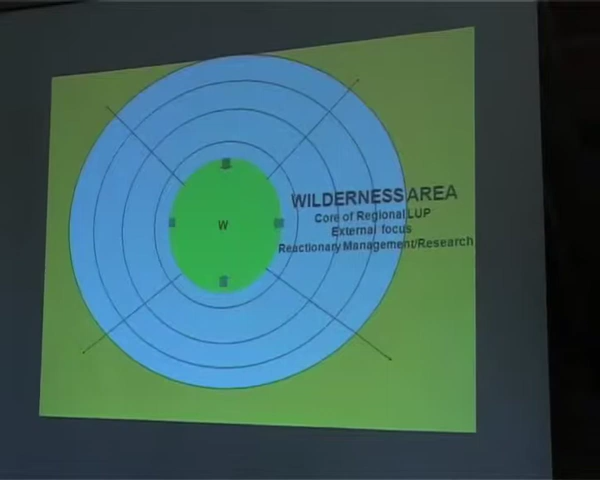 WILDERNESS AREA
Core of Regional LUP
External focus
Reactionary Management/Research
W